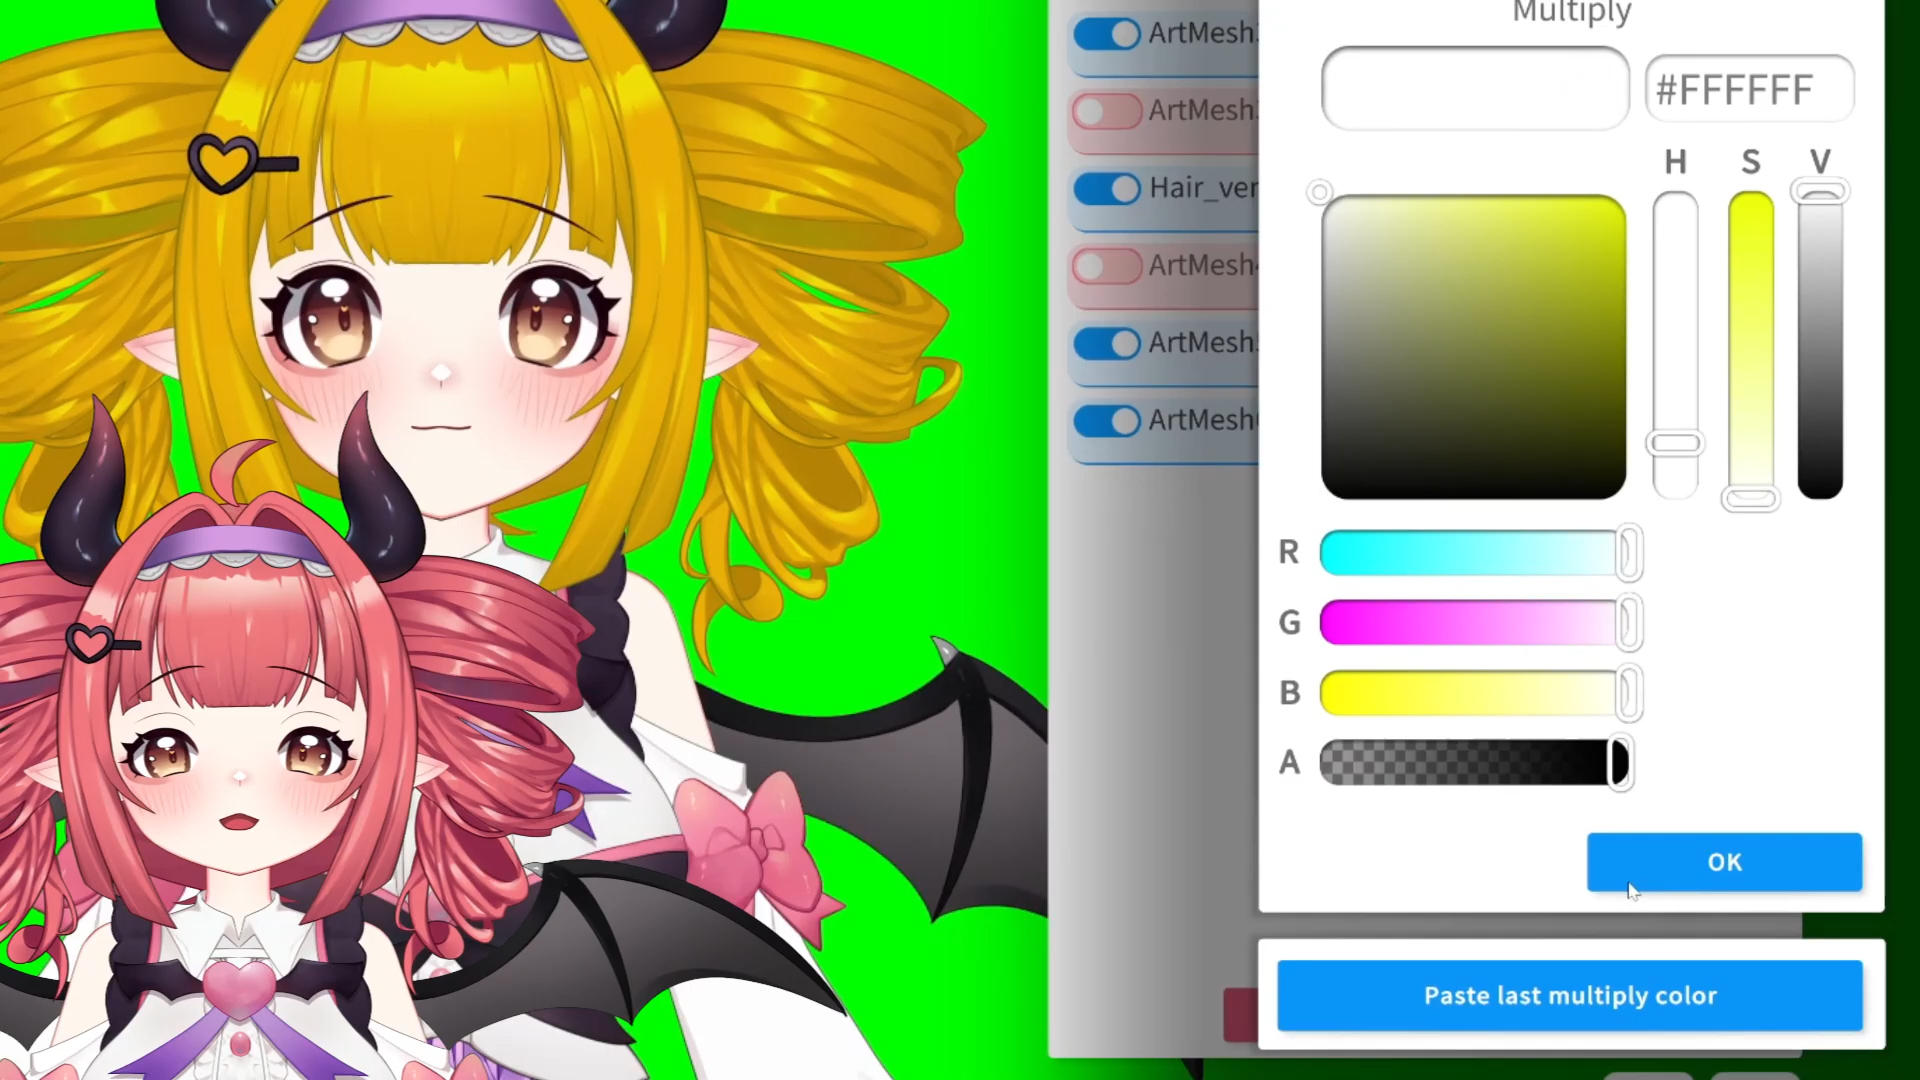 Multiply
#FFFFFF
H S V
ArtMesh
ArtMesh
Hair_ver
ArtMesh
ArtMesh
ArtMesh
R
G
B
A
OK
Paste last multiply color